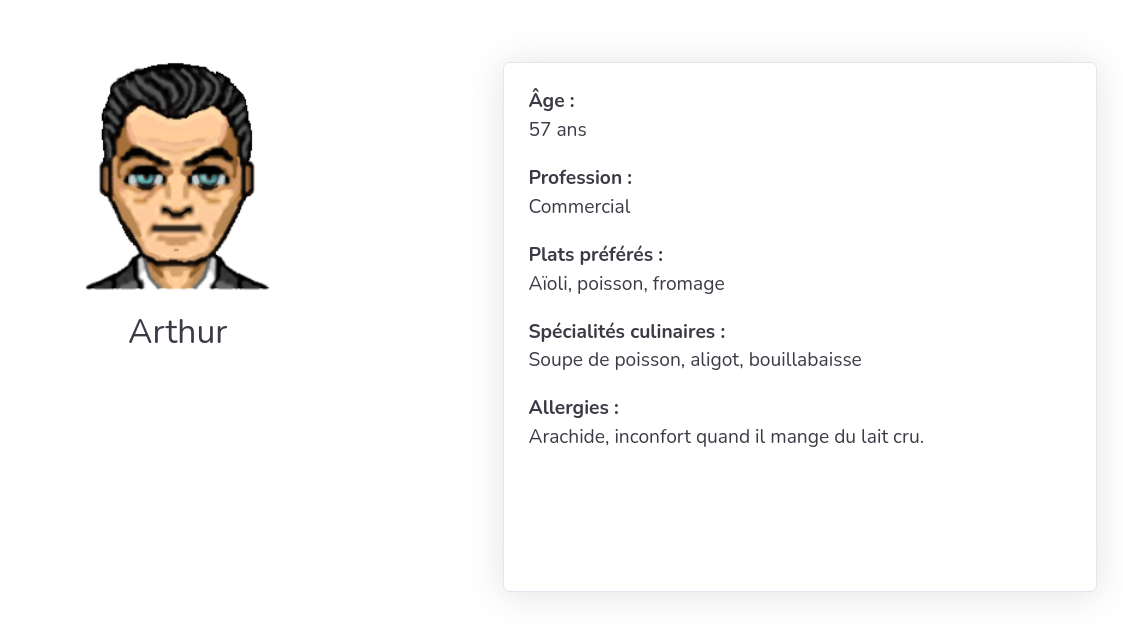 Arthur
Âge :
57 ans
Profession :
Commercial
Plats préférés :
Aïoli, poisson, fromage
Spécialités culinaires :
Soupe de poisson, aligot, bouillabaisse
Allergies :
Arachide, inconfort quand il mange du lait cru.